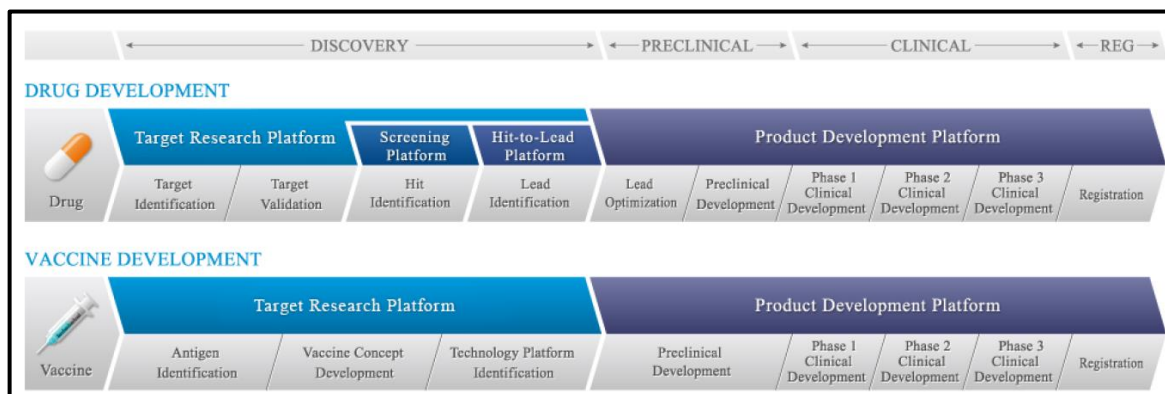 DISCOVERY PRECLINICAL CLINICAL REG
DRUG DEVELOPMENT
Target Research Platform
Screening
Platform
Hit-to-Lead
Platform
Product Development Platform
Drug
Target
Identification
Target
Validation
Hit
Identification
Lead
Identification
Lead
Optimization
Preclinical
Development
Phase 1
Clinical
Development
Phase 2
Clinical
Development
Phase 3
Clinical
Development
Registration
VACCINE DEVELOPMENT
Target Research Platform
Product Development Platform
Vaccine
Antigen
Identification
Vaccine Concept
Development
Technology Platform
Identification
Preclinical
Development
Phase 1
Clinical
Development
Phase 2
Clinical
Development
Phase 3
Clinical
Development
Registration